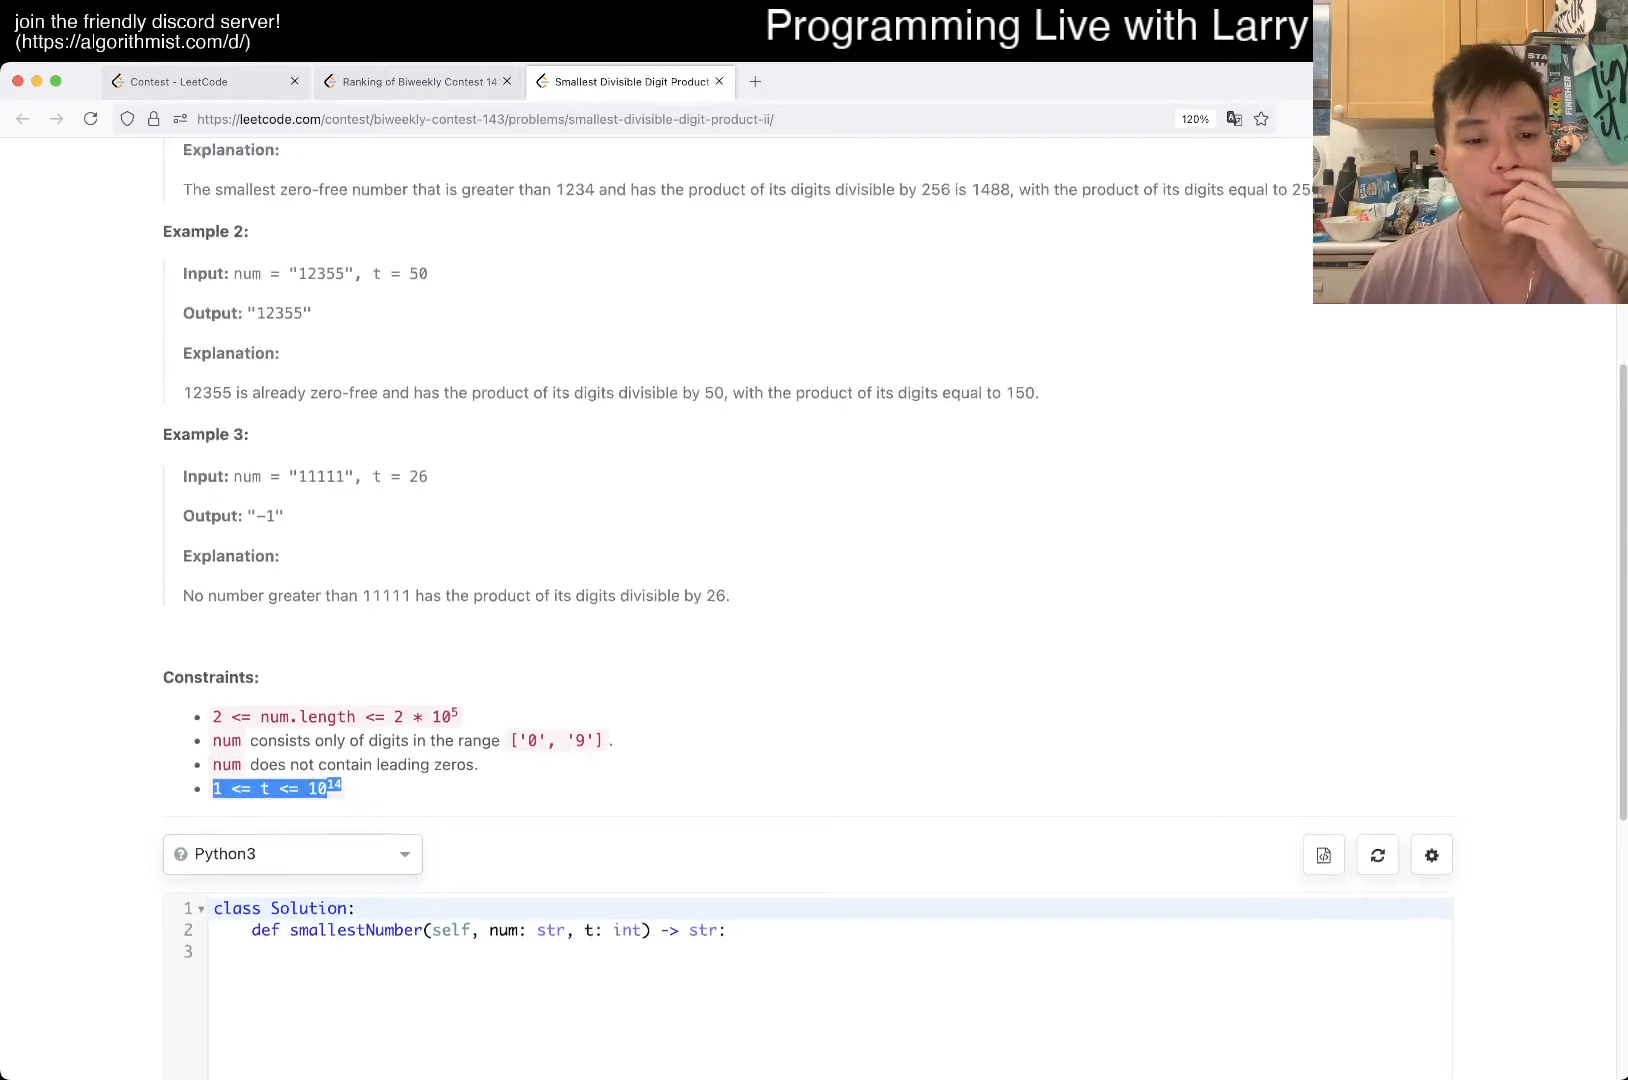 join the friendly discord server!
(https://algorithmist.com/d/)
Programming Live with Larry
Contest - LeetCode
Ranking of Biweekly Contest 14
Smallest Divisible Digit Product
https://leetcode.com/contest/biweekly-contest-143/problems/smallest-divisible-digit-product-ii/
120%
Explanation:
The smallest zero-free number that is greater than 1234 and has the product of its digits divisible by 256 is 1488, with the product of its digits equal to 25
Example 2:
Input: num = "12355", t = 50
Output: "12355"
Explanation:
12355 is already zero-free and has the product of its digits divisible by 50, with the product of its digits equal to 150.
Example 3:
Input: num = "11111", t = 26
Output: "-1"
Explanation:
No number greater than 11111 has the product of its digits divisible by 26.
Constraints:
2 <= num.length <= 2 * 10^5
num consists only of digits in the range ['0', '9'].
num does not contain leading zeros.
1 <= t <= 10^14
Python3
1 class Solution:
2 def smallestNumber(self, num: str, t: int) -> str:
3